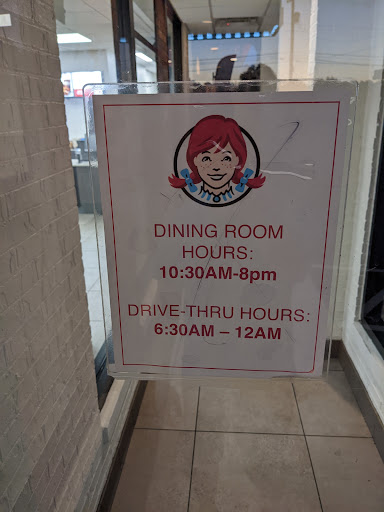 DINING ROOM
HOURS:
10:30AM-8pm
DRIVE-THRU HOURS:
6:30AM – 12AM